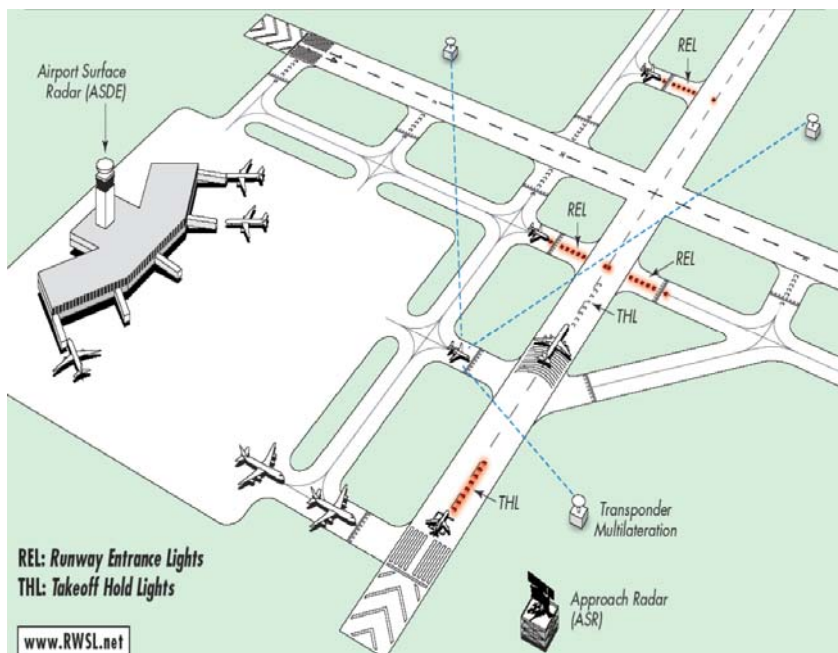 REL
Airport Surface
Radar (ASDE)
REL
REL
THL
THL
Transponder
Multilateration
REL: Runway Entrance Lights
THL: Takeoff Hold Lights
Approach Radar
(ASR)
www.RWSL.net